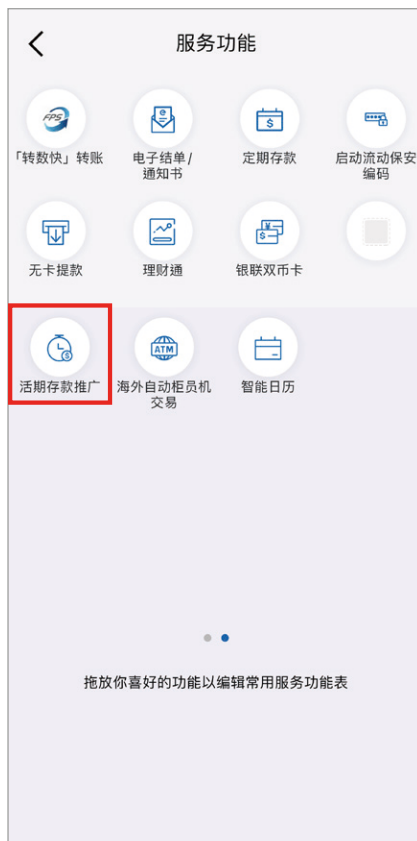 服务功能
FPS
「转数快」转账
电子结单/
通知书
定期存款
启动流动保安
编码
无卡提款
理财通
银联双币卡
活期存款推广
ATM
海外自动柜员机
交易
智能日历
拖放你喜好的功能以编辑常用服务功能表